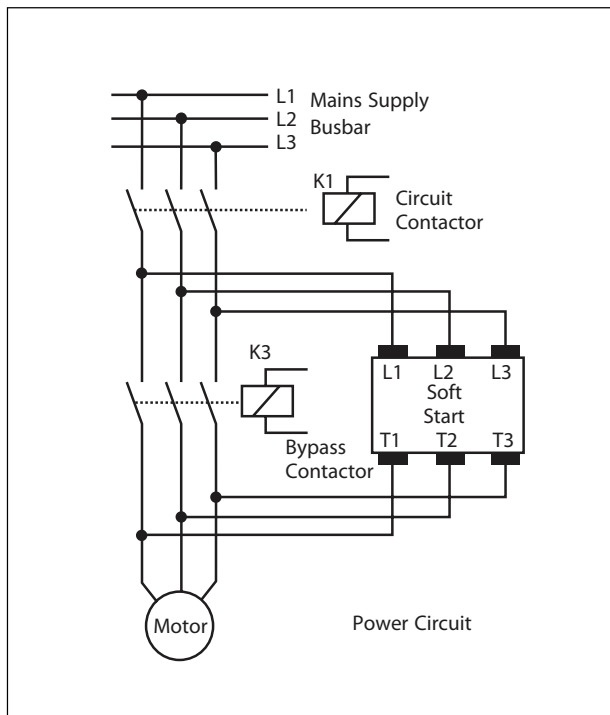 L1 Mains Supply
L2 Busbar
L3
K1
Circuit
Contactor
K3
L1 L2 L3
Soft
Start
T1 T2 T3
Bypass
Contactor
Motor
Power Circuit